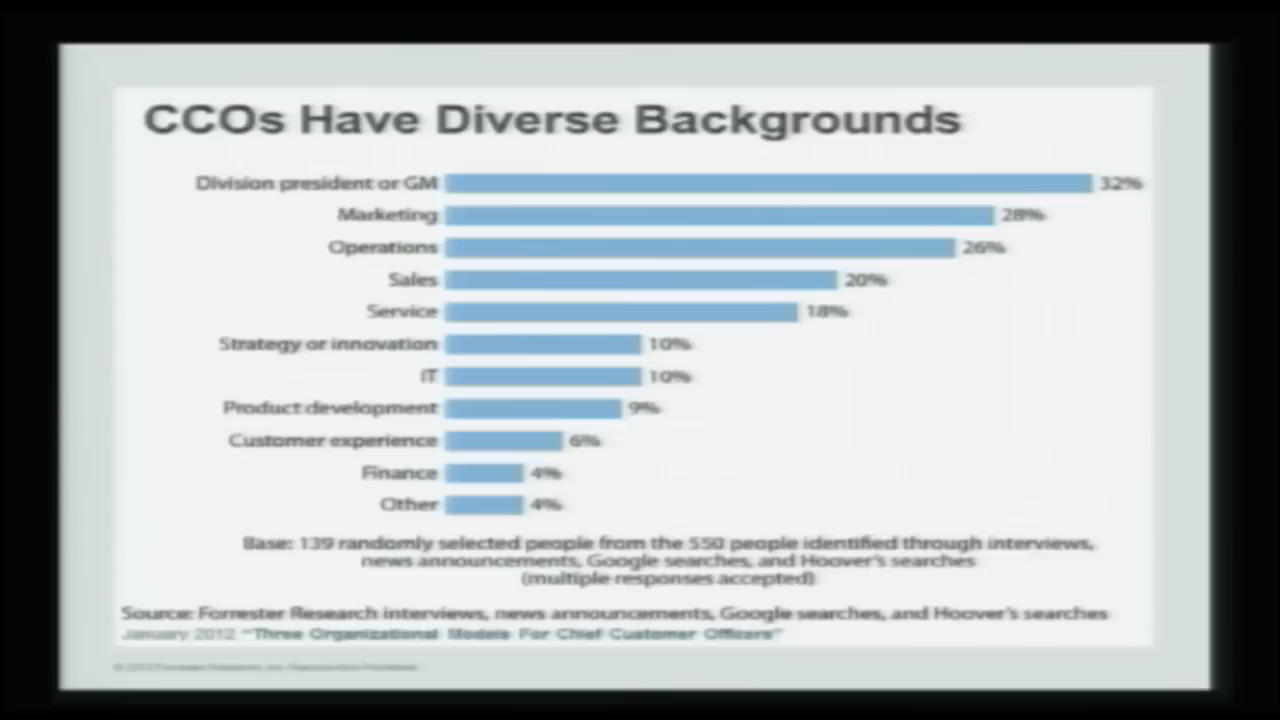 CCOs Have Diverse Backgrounds
Division president or GM 32%
Marketing 28%
Operations 26%
Sales 20%
Service 18%
Strategy or innovation 10%
IT 10%
Product development 9%
Customer experience 6%
Finance 4%
Other 4%
Base: 139 randomly selected people from the 550 people identified through interviews,
news announcements, Google searches, and Hoover's searches
(multiple responses accepted)
Source: Forrester Research interviews, news announcements, Google searches, and Hoover's searches
January 2012 "Three Organizational Models For Chief Customer Officers"